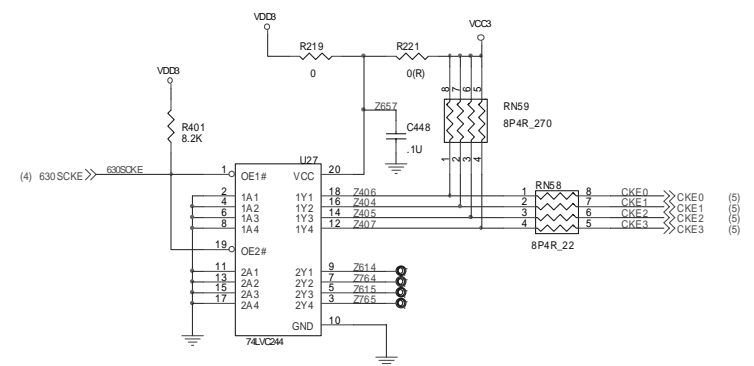 VDD3
VCC3
R219
0
R221
0(R)
VDD3
R401
8.2K
8
7
6
5
RN59
8P4R_270
1
2
3
4
Z657
C448
.1U
U27
(4) 630SCKE
630SCKE
1 OE1# VCC 20
2 1A1 1Y1 18 Z406
4 1A2 1Y2 16 Z404
6 1A3 1Y3 14 Z405
8 1A4 1Y4 12 Z407
19 OE2#
11 2A1 2Y1 9 Z614
13 2A2 2Y2 7 Z764
15 2A3 2Y3 5 Z615
17 2A4 2Y4 3 Z765
GND 10
74LVC244
RN58
1 8 CKE0 CKE0 (5)
2 7 CKE1 CKE1 (5)
3 6 CKE2 CKE2 (5)
4 5 CKE3 CKE3 (5)
8P4R_22